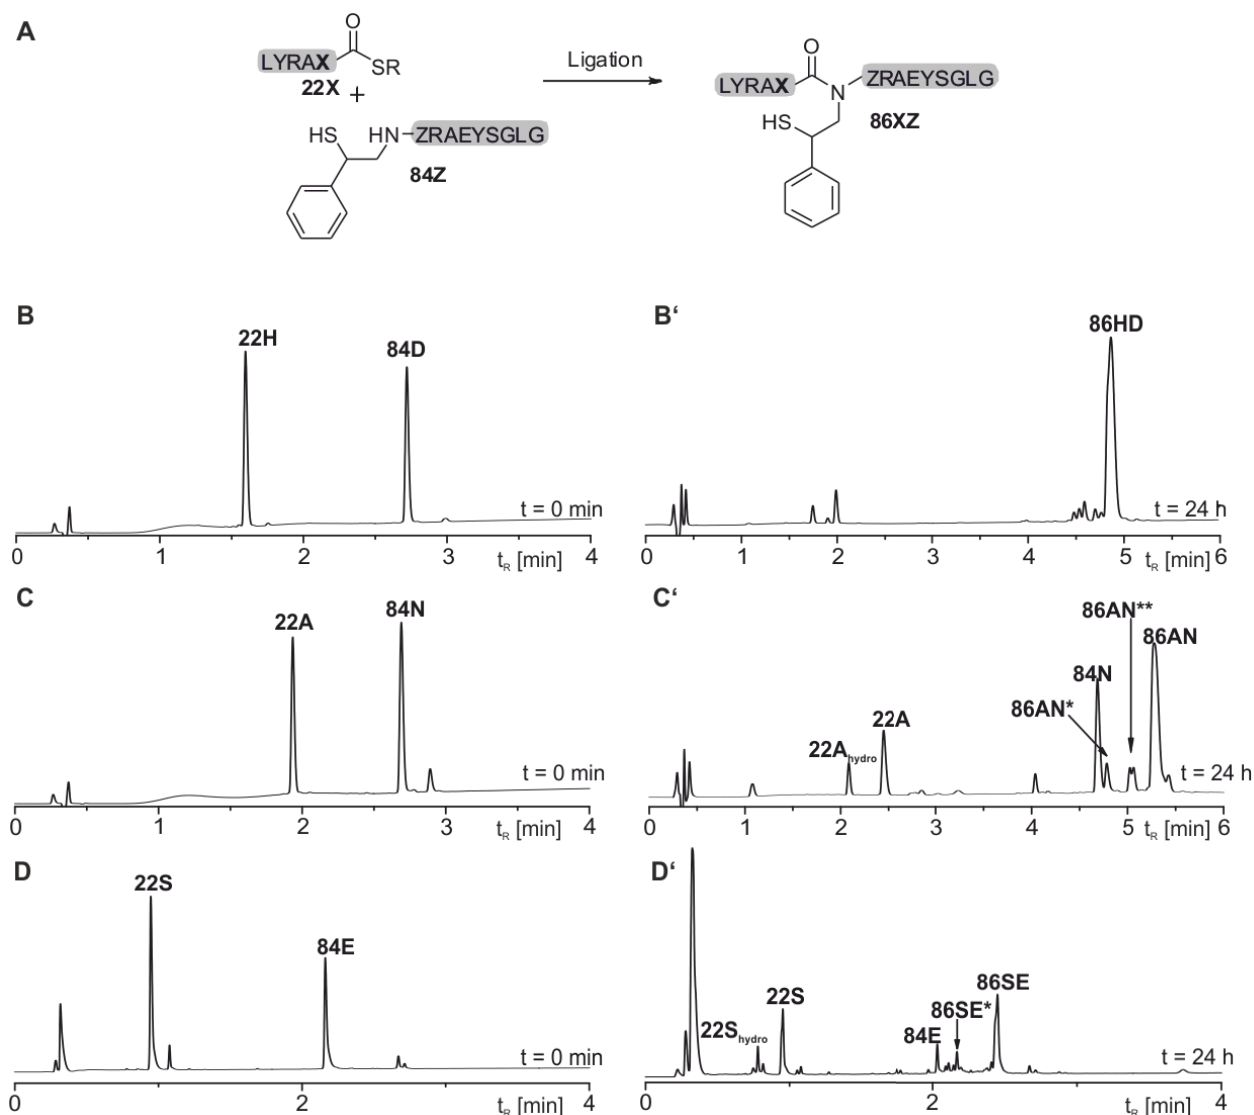 A
O
LYRAX
SR
22X
+
HS
HN
ZRAEYSGLG
84Z
Ligation
O
LYRAX
N
ZRAEYSGLG
HS
86XZ
B
22H
84D
t = 0 min
0 1 2 3 4
tR [min]
B‘
86HD
t = 24 h
0 1 2 3 4 5 6
tR [min]
C
22A
84N
t = 0 min
0 1 2 3 4
tR [min]
C‘
86AN**
86AN
84N
86AN*
22A
22Ahydro
t = 24 h
0 1 2 3 4 5 6
tR [min]
D
22S
84E
t = 0 min
0 2 4
tR [min]
D‘
22S
86SE
86SE*
22Shydro
84E
t = 24 h
0 2 4
tR [min]